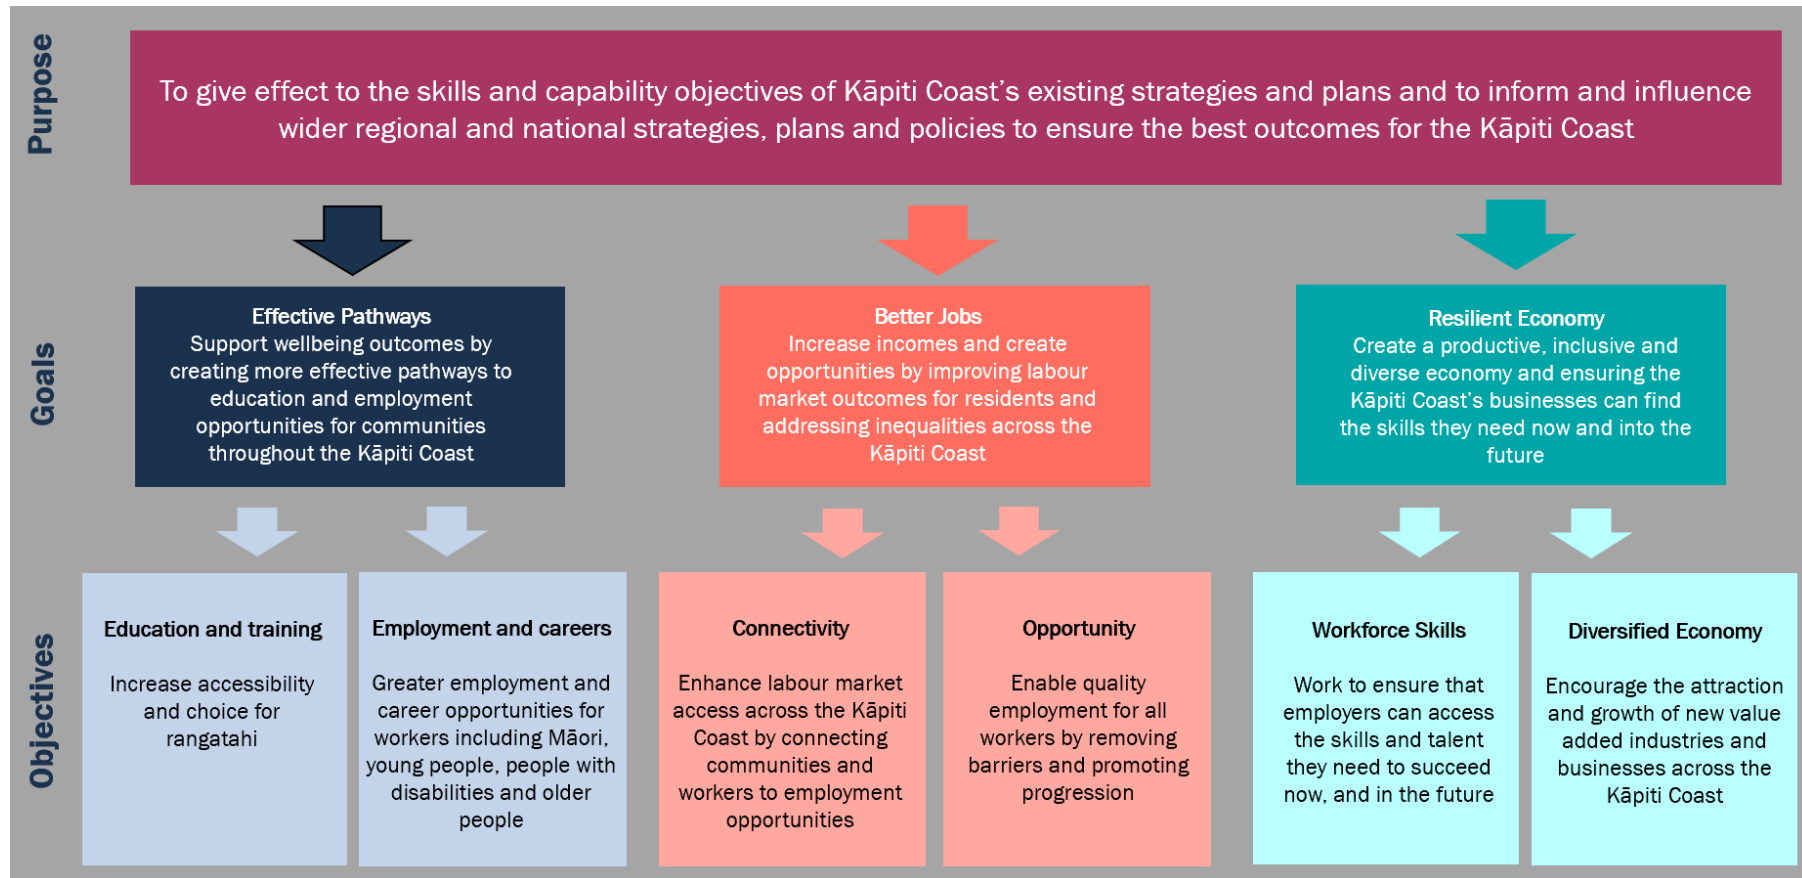 Purpose
To give effect to the skills and capability objectives of Kāpiti Coast's existing strategies and plans and to inform and influence
wider regional and national strategies, plans and policies to ensure the best outcomes for the Kāpiti Coast
Goals
Effective Pathways
Support wellbeing outcomes by
creating more effective pathways to
education and employment
opportunities for communities
throughout the Kāpiti Coast
Better Jobs
Increase incomes and create
opportunities by improving labour
market outcomes for residents and
addressing inequalities across the
Kāpiti Coast
Resilient Economy
Create a productive, inclusive and
diverse economy and ensuring the
Kāpiti Coast's businesses can find
the skills they need now and into the
future
Objectives
Education and training
Increase accessibility
and choice for
rangatahi
Employment and careers
Greater employment and
career opportunities for
workers including Māori,
young people, people with
disabilities and older
people
Connectivity
Enhance labour market
access across the Kāpiti
Coast by connecting
communities and
workers to employment
opportunities
Opportunity
Enable quality
employment for all
workers by removing
barriers and promoting
progression
Workforce Skills
Work to ensure that
employers can access
the skills and talent
they need to succeed
now, and in the future
Diversified Economy
Encourage the attraction
and growth of new value
added industries and
businesses across the
Kāpiti Coast